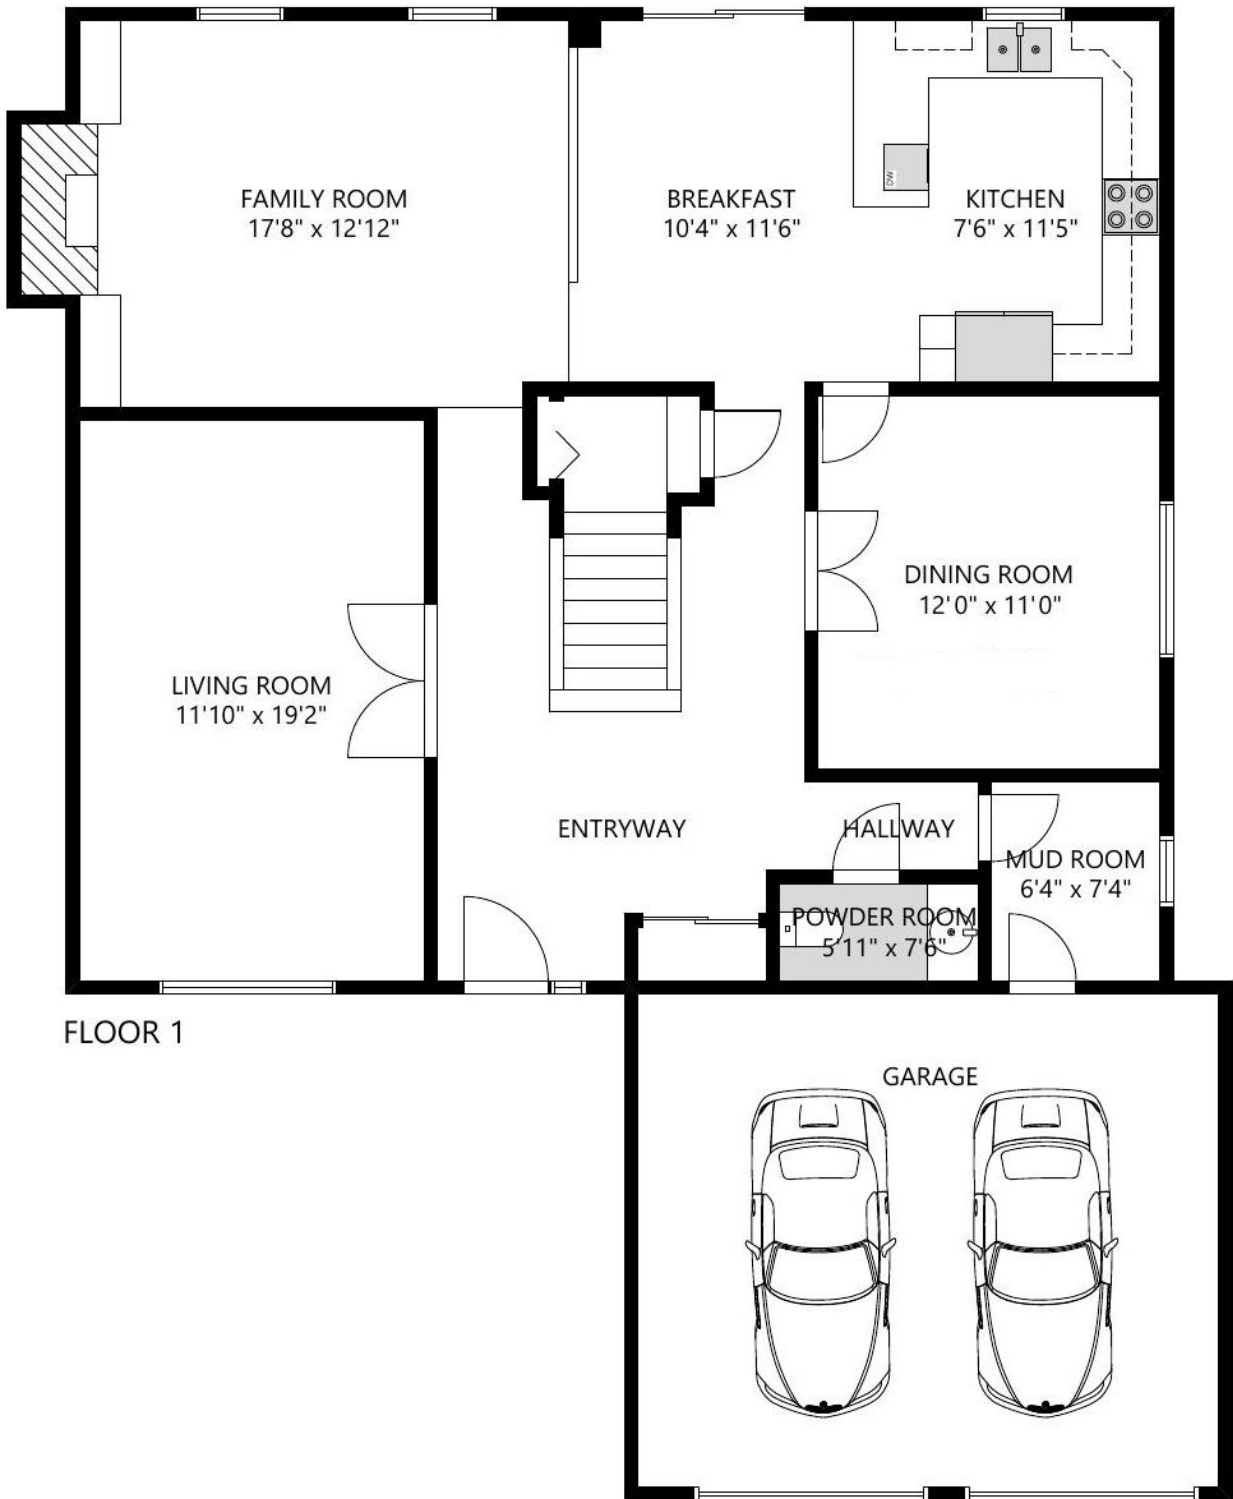 FAMILY ROOM
17'8" x 12'12"
BREAKFAST
10'4" x 11'6"
DW
KITCHEN
7'6" x 11'5"
DINING ROOM
12'0" x 11'0"
LIVING ROOM
11'10" x 19'2"
ENTRYWAY
HALLWAY
MUD ROOM
6'4" x 7'4"
POWDER ROOM
5'11" x 7'6"
FLOOR 1
GARAGE